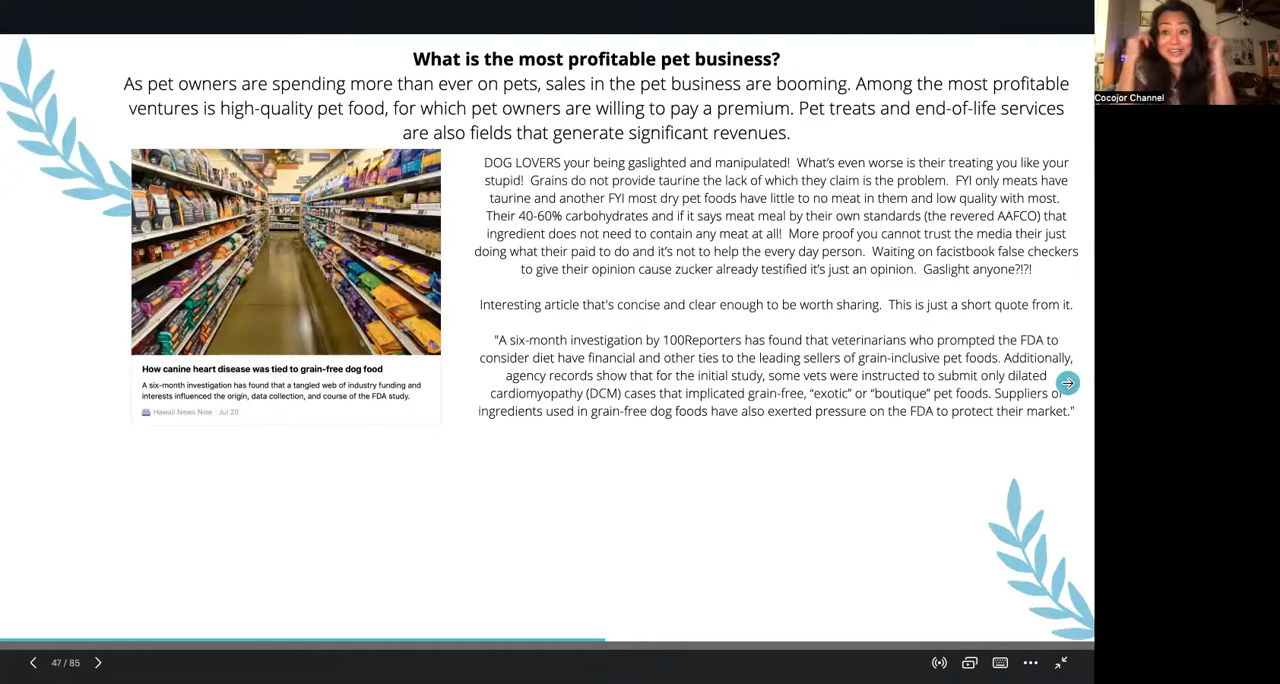 What is the most profitable pet business?
As pet owners are spending more than ever on pets, sales in the pet business are booming. Among the most profitable
ventures is high-quality pet food, for which pet owners are willing to pay a premium. Pet treats and end-of-life services
are also fields that generate significant revenues.
DOG LOVERS your being gaslighted and manipulated! What's even worse is their treating you like your
stupid! Grains do not provide taurine the lack of which they claim is the problem. FYI only meats have
taurine and another FYI most dry pet foods have little to no meat in them and low quality with most.
Their 40-60% carbohydrates and if it says meat meal by their own standards (the revered AAFCO) that
ingredient does not need to contain any meat at all! More proof you cannot trust the media their just
doing what their paid to do and it's not to help the every day person. Waiting on facistbook false checkers
to give their opinion cause zucker already testified it's just an opinion. Gaslight anyone?!?!
Interesting article that's concise and clear enough to be worth sharing. This is just a short quote from it.
"A six-month investigation by 100Reporters has found that veterinarians who prompted the FDA to
consider diet have financial and other ties to the leading sellers of grain-inclusive pet foods. Additionally,
agency records show that for the initial study, some vets were instructed to submit only dilated
cardiomyopathy (DCM) cases that implicated grain-free, "exotic" or "boutique" pet foods. Suppliers of
ingredients used in grain-free dog foods have also exerted pressure on the FDA to protect their market."
How canine heart disease was tied to grain-free dog food
A six-month investigation has found that a tangled web of industry funding and
interests influenced the origin, data collection, and course of the FDA study.
Hawaii News Now · Jul 20
Cocojor Channel
47 / 85